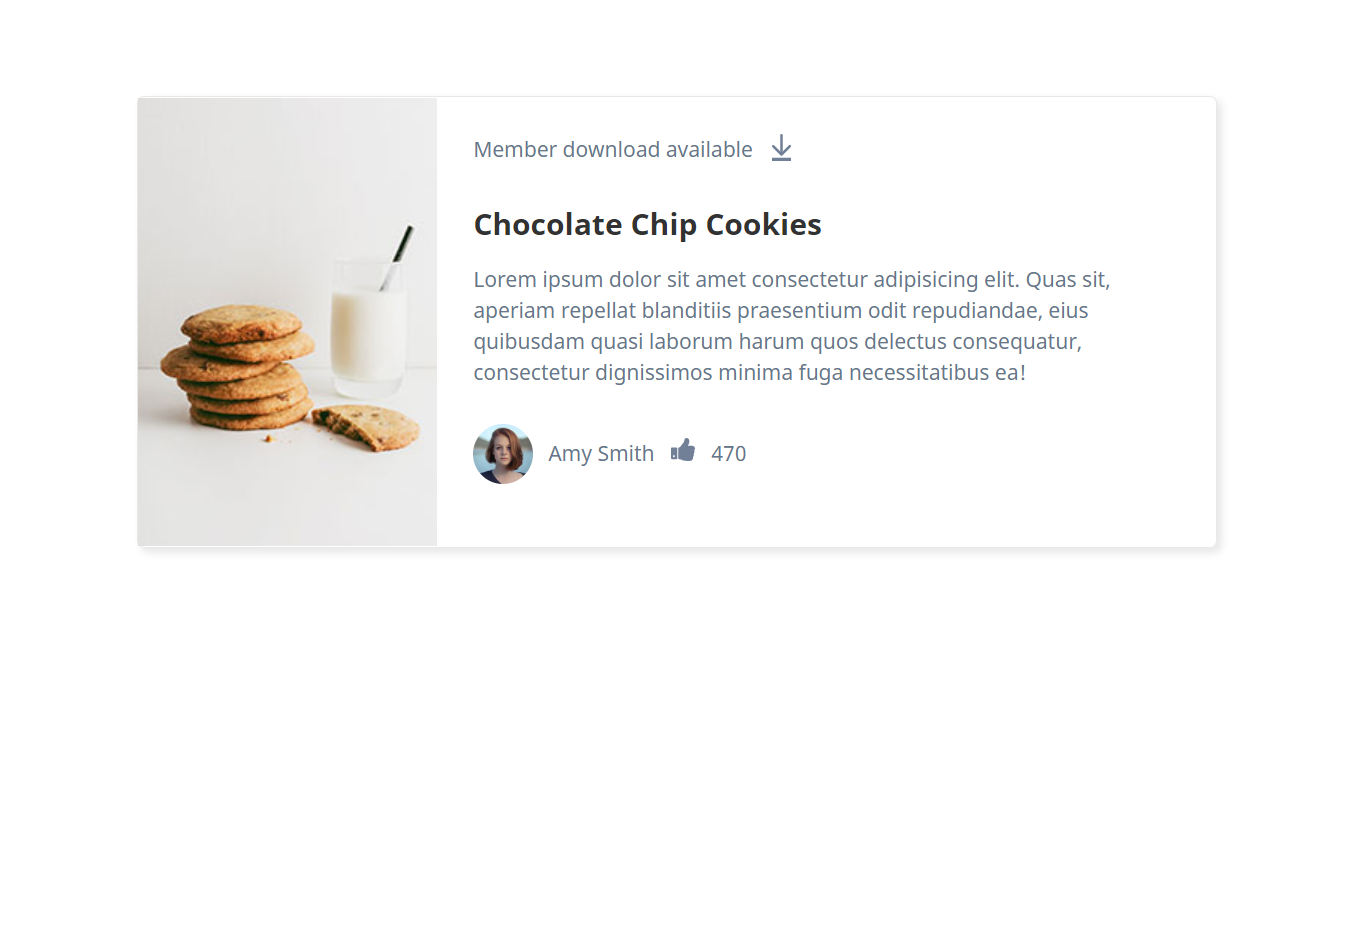 Member download available
Chocolate Chip Cookies
Lorem ipsum dolor sit amet consectetur adipisicing elit. Quas sit,
aperiam repellat blanditiis praesentium odit repudiandae, eius
quibusdam quasi laborum harum quos delectus consequatur,
consectetur dignissimos minima fuga necessitatibus ea!
Amy Smith 470